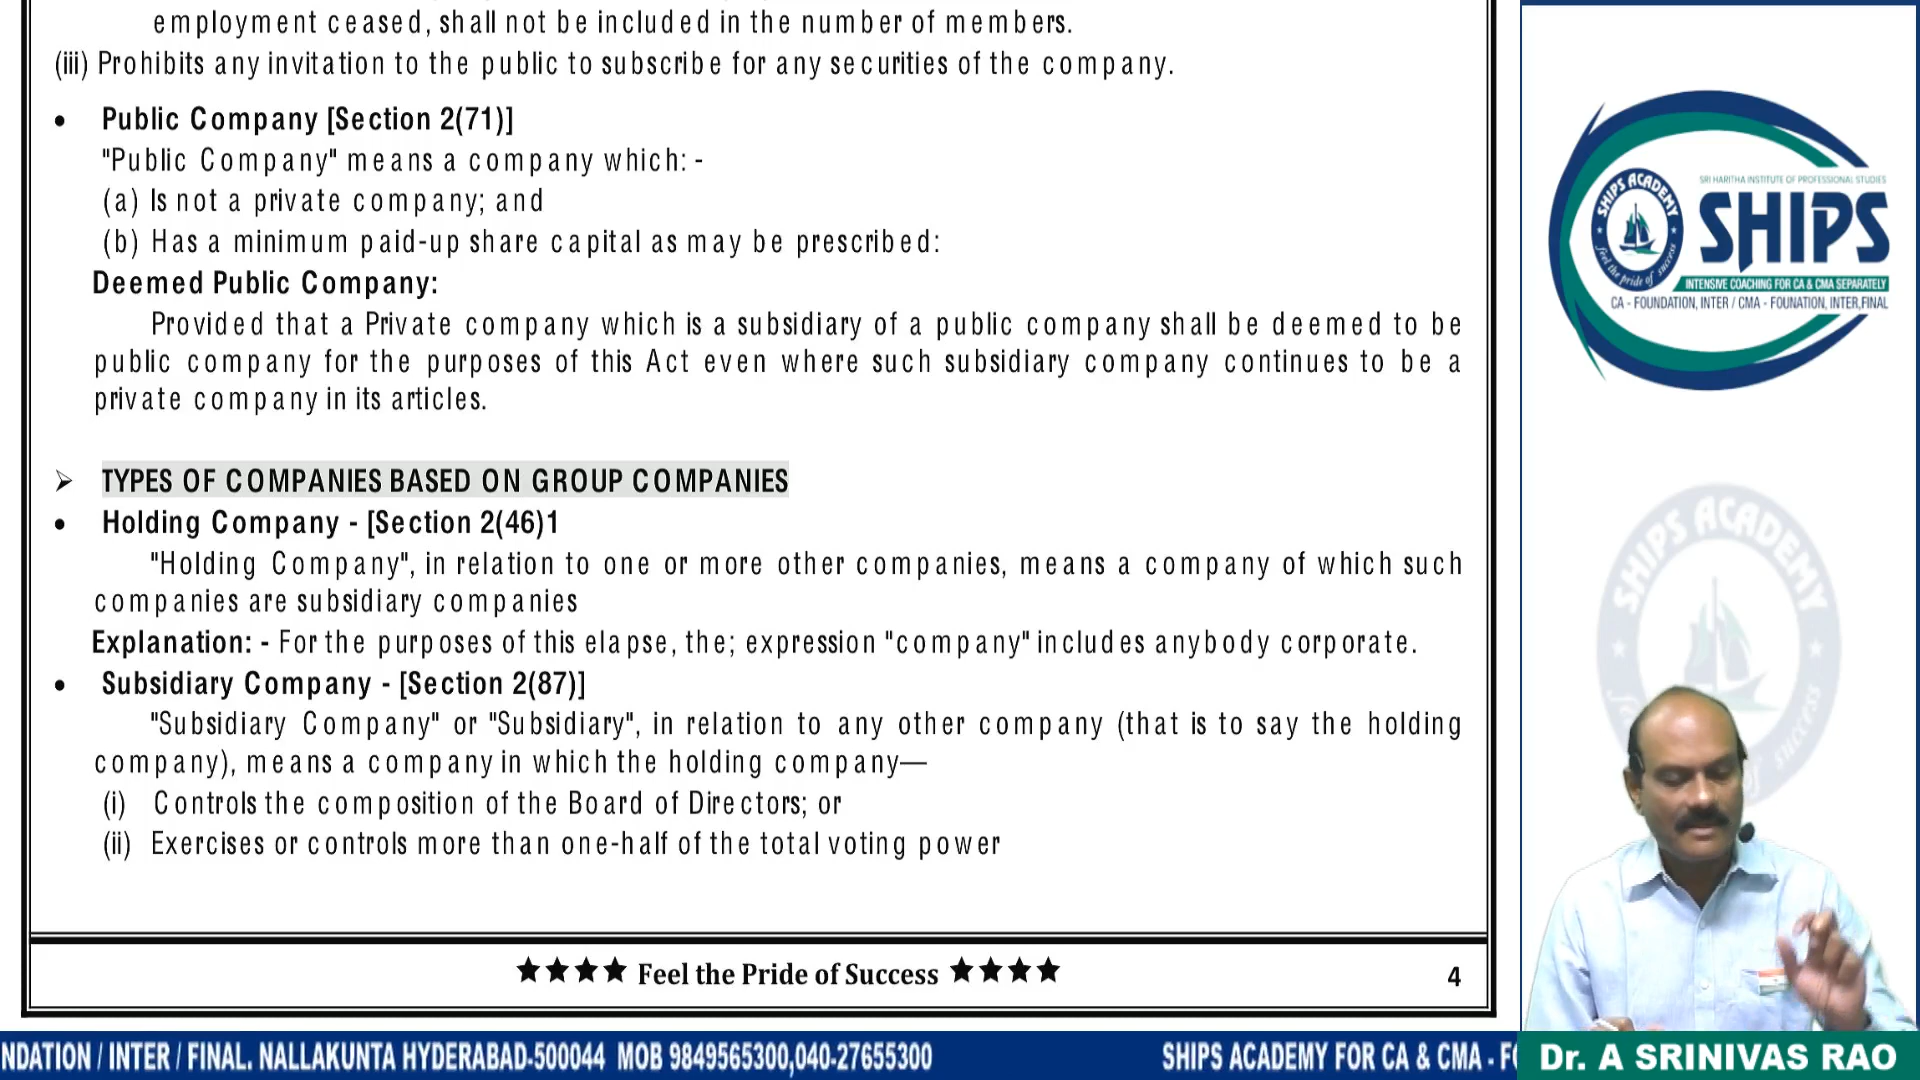 employment ceased, shall not be included in the number of members.
(iii) Prohibits any invitation to the public to subscribe for any securities of the company.
• Public Company [Section 2(71)]
"Public Company" means a company which: -
(a) Is not a private company; and
(b) Has a minimum paid-up share capital as may be prescribed:
Deemed Public Company:
Provided that a Private company which is a subsidiary of a public company shall be deemed to be
public company for the purposes of this Act even where such subsidiary company continues to be a
private company in its articles.
➢ TYPES OF COMPANIES BASED ON GROUP COMPANIES
• Holding Company - [Section 2(46)1
"Holding Company", in relation to one or more other companies, means a company of which such
companies are subsidiary companies
Explanation: - For the purposes of this elapse, the; expression "company" includes anybody corporate.
• Subsidiary Company - [Section 2(87)]
"Subsidiary Company" or "Subsidiary", in relation to any other company (that is to say the holding
company), means a company in which the holding company—
(i) Controls the composition of the Board of Directors; or
(ii) Exercises or controls more than one-half of the total voting power
★★★★ Feel the Pride of Success ★★★★ 4
SRI HARITHA INSTITUTE OF PROFESSIONAL STUDIES
SHIPS ACADEMY
feel the pride of success
SHIPS
INTENSIVE COACHING FOR CA & CMA SEPARATELY
CA - FOUNDATION, INTER / CMA - FOUNATION, INTER,FINAL
SHIPS ACADEMY
success
NDATION / INTER / FINAL. NALLAKUNTA HYDERABAD-500044 MOB 9849565300,040-27655300
SHIPS ACADEMY FOR CA & CMA - FO
Dr. A SRINIVAS RAO